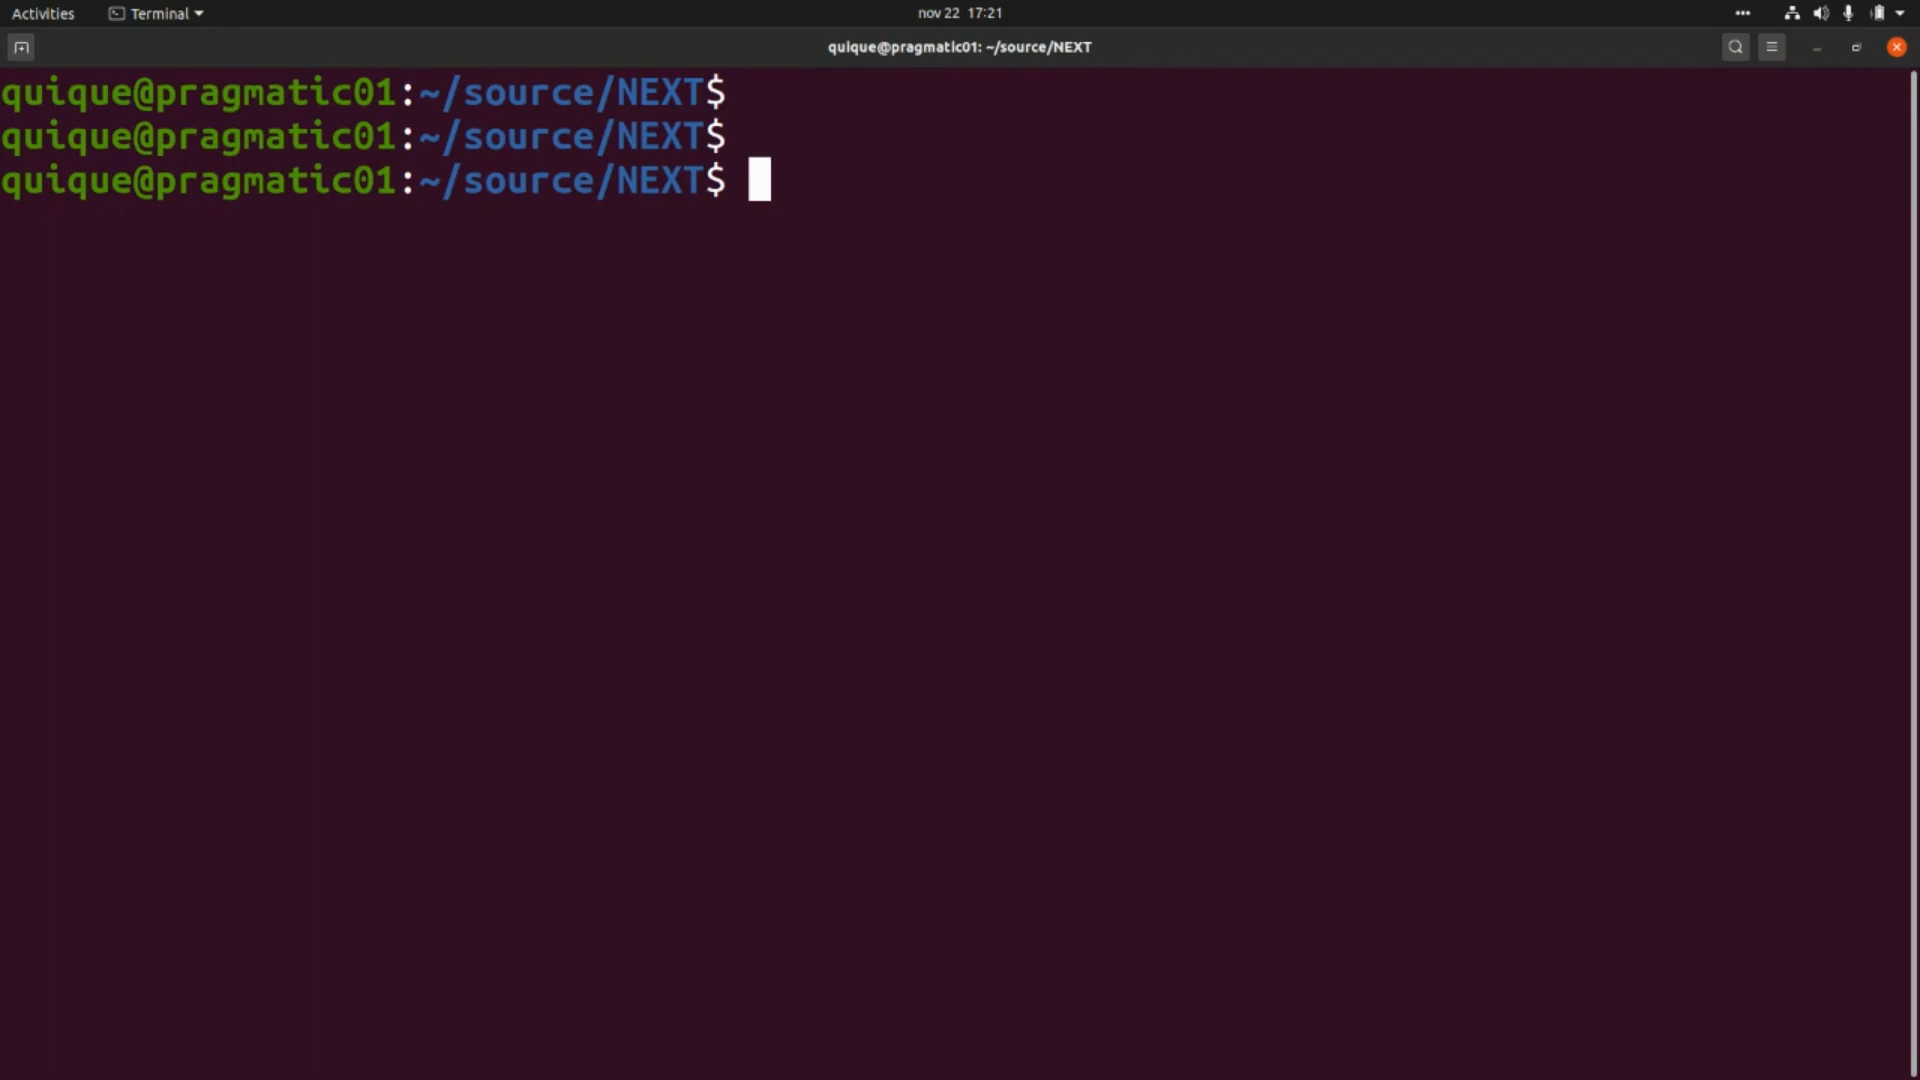 Activities Terminal nov 22 17:21
quique@pragmatic01: ~/source/NEXT
quique@pragmatic01:~/source/NEXT$
quique@pragmatic01:~/source/NEXT$
quique@pragmatic01:~/source/NEXT$